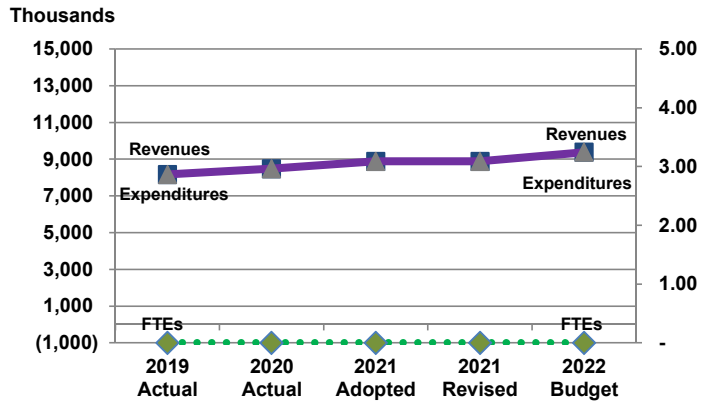 Thousands
15,000
13,000
11,000
9,000
7,000
5,000
3,000
1,000
(1,000)
5.00
4.00
3.00
2.00
1.00
-
Revenues
Expenditures
Revenues
Expenditures
FTEs
FTEs
2019 Actual
2020 Actual
2021 Adopted
2021 Revised
2022 Budget